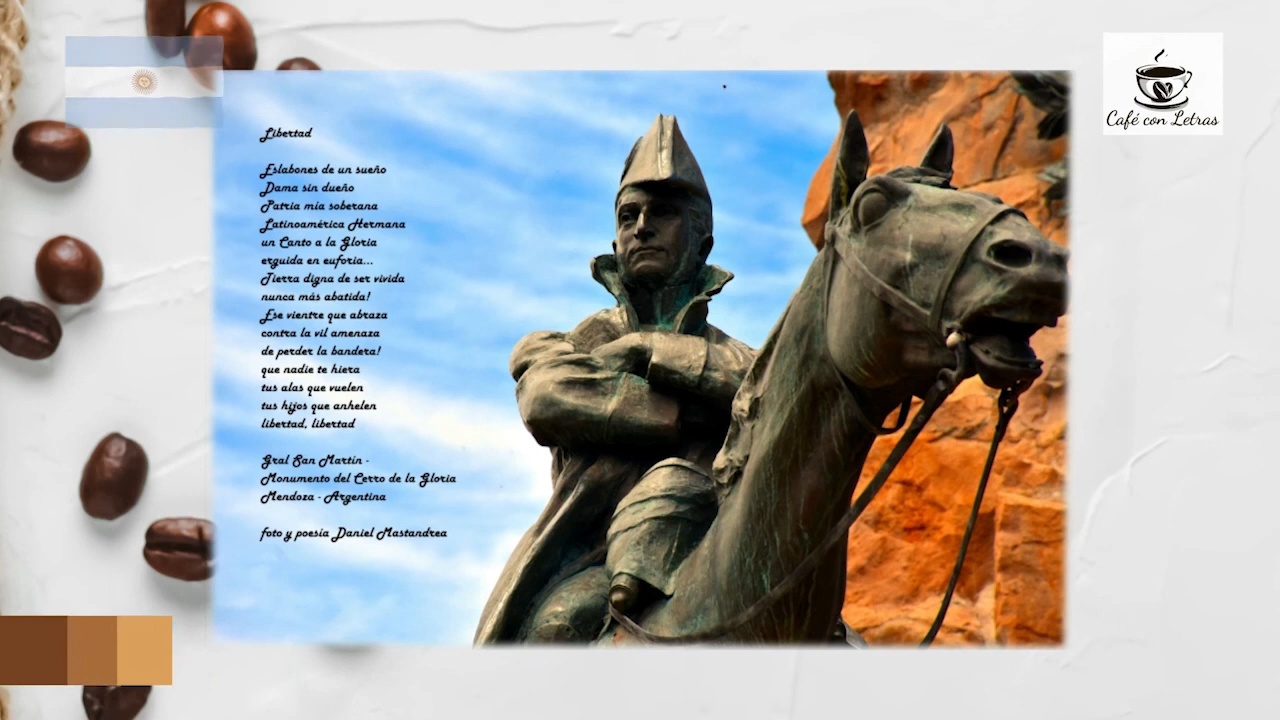 Libertad
Eslabones de un sueño
Dama sin dueño
Patria mía soberana
Latinoamérica Hermana
un Canto a la Gloria
erguida en euforia...
Tierra digna de ser vivida
nunca más abatida!
Ese vientre que abraza
contra la vil amenaza
de perder la bandera!
que nadie te hiera
tus alas que vuelen
tus hijos que anhelen
libertad, libertad
Gral San Martin -
Monumento del Cerro de la Gloria
Mendoza - Argentina
foto y poesía Daniel Mastandrea
Café con Letras